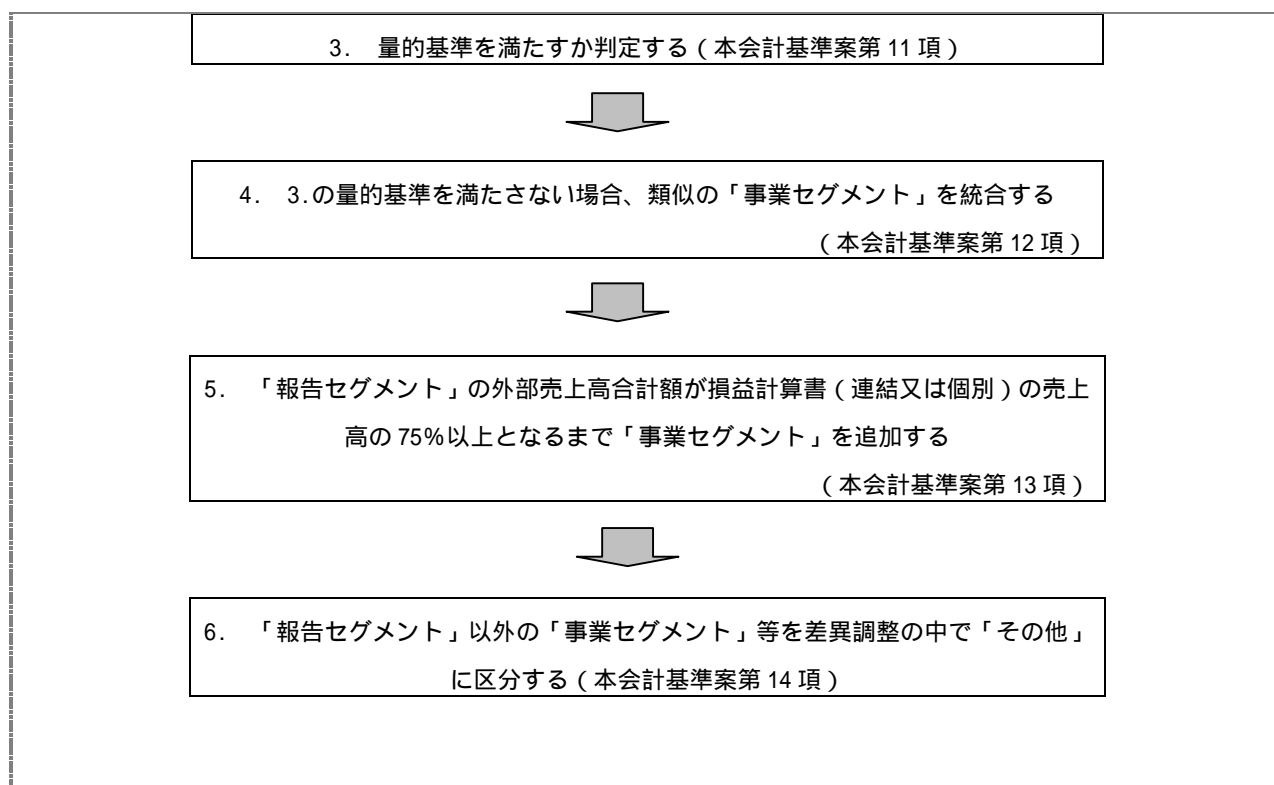 3. 量的基準を満たすか判定する（本会計基準案第 11 項）
4. 3.の量的基準を満たさない場合、類似の「事業セグメント」を統合する
（本会計基準案第 12 項）
5. 「報告セグメント」の外部売上高合計額が損益計算書（連結又は個別）の売上
高の 75%以上となるまで「事業セグメント」を追加する
（本会計基準案第 13 項）
6. 「報告セグメント」以外の「事業セグメント」等を差異調整の中で「その他」
に区分する（本会計基準案第 14 項）